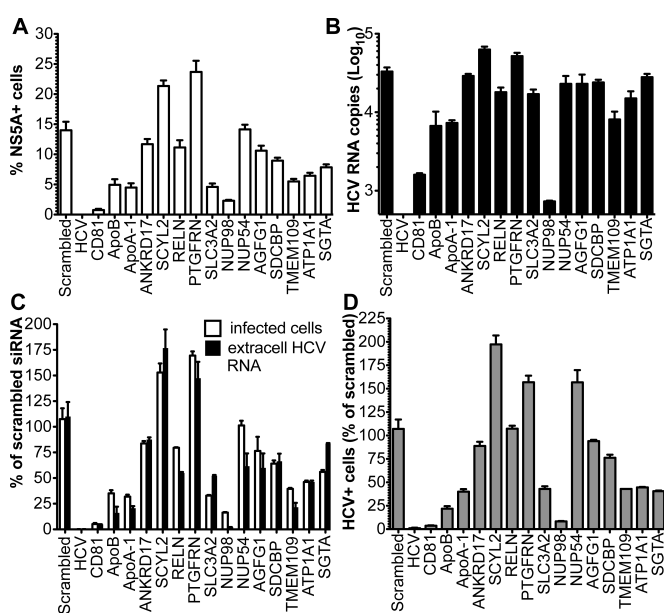 A
% NS5A+ cells
30
25
20
15
10
5
0
Scrambled
HCV
CD81
ApoB
ApoA-1
ANKRD17
SCYL2
RELN
PTGFRN
SLC3A2
NUP98
NUP54
AGFG1
SDCBP
TMEM109
ATP1A1
SGTA
B
HCV RNA copies (Log10)
5
4
3
Scrambled
HCV
CD81
ApoB
ApoA-1
ANKRD17
SCYL2
RELN
PTGFRN
SLC3A2
NUP98
NUP54
AGFG1
SDCBP
TMEM109
ATP1A1
SGTA
C
% of scrambled siRNA
200
175
150
125
100
75
50
25
0
infected cells
extracell HCV
RNA
Scrambled
HCV
CD81
ApoB
ApoA-1
ANKRD17
SCYL2
RELN
PTGFRN
SLC3A2
NUP98
NUP54
AGFG1
SDCBP
TMEM109
ATP1A1
SGTA
D
HCV+ cells (% of scrambled)
225
200
175
150
125
100
75
50
25
0
Scrambled
HCV
CD81
ApoB
ApoA-1
ANKRD17
SCYL2
RELN
PTGFRN
SLC3A2
NUP98
NUP54
AGFG1
SDCBP
TMEM109
ATP1A1
SGTA